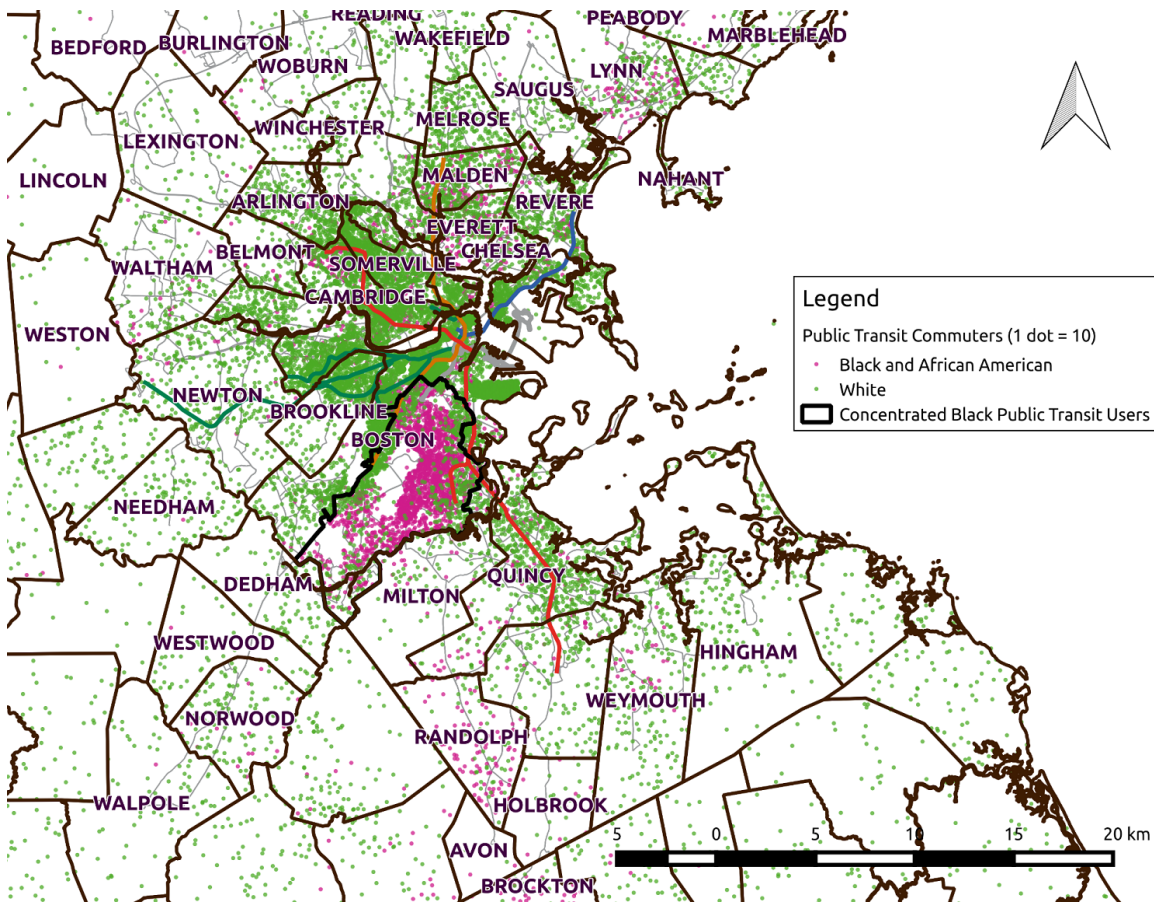 READING
PEABODY
BEDFORD
BURLINGTON
WAKEFIELD
MARBLEHEAD
WOBURN
LYNN
SAUGUS
MELROSE
WINCHESTER
LEXINGTON
LINCOLN
MALDEN
NAHANT
ARLINGTON
REVERE
EVERETT
BELMONT
CHELSEA
WALTHAM
SOMERVILLE
CAMBRIDGE
WESTON
NEWTON
BROOKLINE
BOSTON
NEEDHAM
DEDHAM
MILTON
QUINCY
WESTWOOD
HINGHAM
WEYMOUTH
NORWOOD
RANDOLPH
WALPOLE
HOLBROOK
AVON
BROCKTON
Legend
Public Transit Commuters (1 dot = 10)
Black and African American
White
Concentrated Black Public Transit Users
5 0 5 10 15 20 km